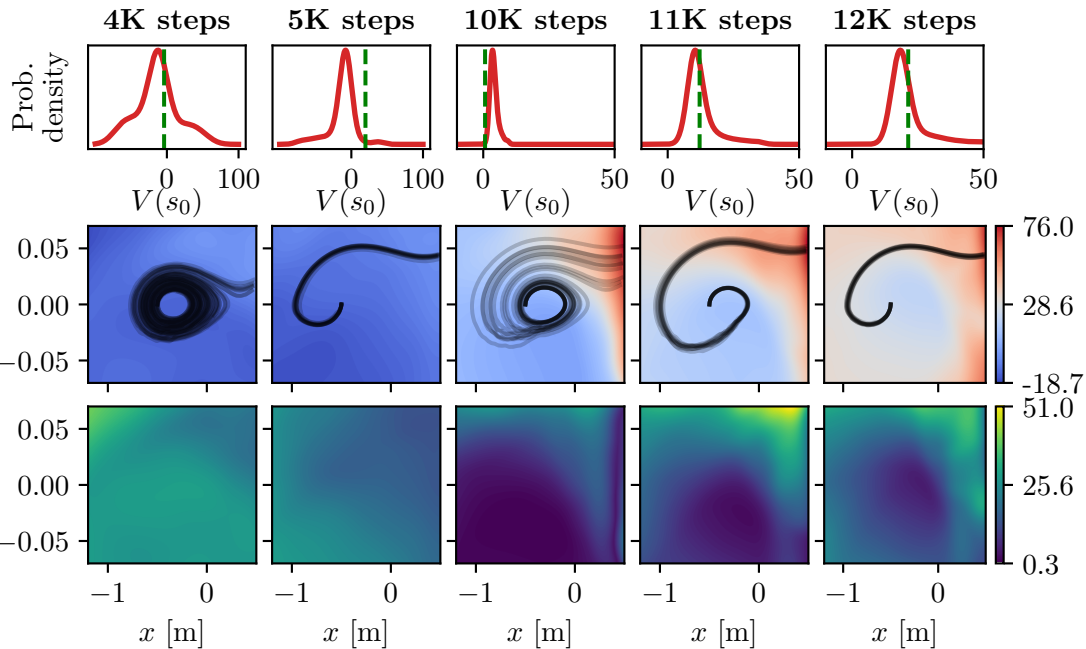 4K steps 5K steps 10K steps 11K steps 12K steps
Prob.
density
0 100 0 100 0 50 0 50 0 50
V(s₀) V(s₀) V(s₀) V(s₀) V(s₀)
0.05 76.0
0.00 28.6
−0.05 -18.7
0.05 51.0
0.00 25.6
−0.05 0.3
−1 0 −1 0 −1 0 −1 0 −1 0
x [m] x [m] x [m] x [m] x [m]